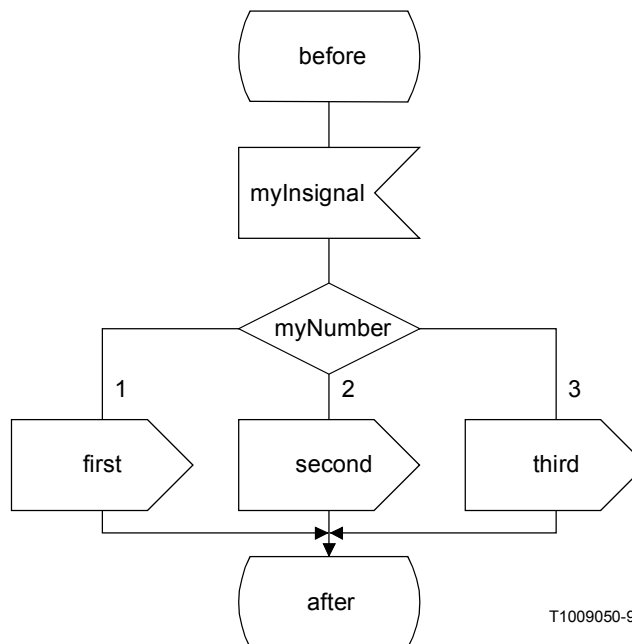 before
myInsignal
myNumber
1
2
3
first
second
third
after
T1009050-9